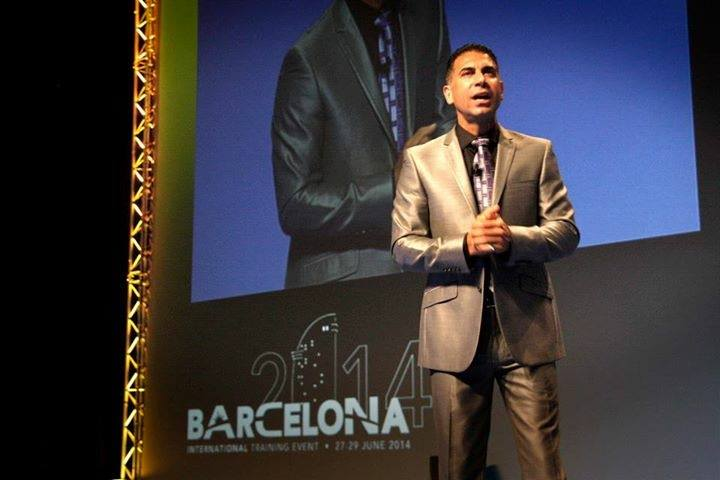 2014
BARCELONA
INTERNATIONAL TRAINING EVENT • 27-29 JUNE 2014